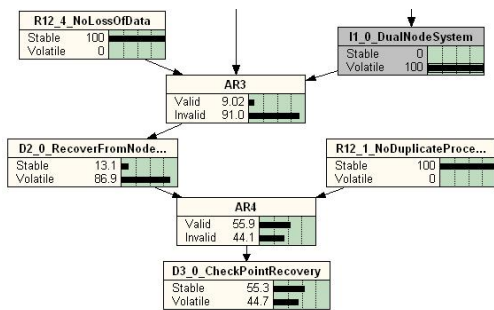 R12_4_NoLossOfData
Stable 100
Volatile 0
I1_0_DualNodeSystem
Stable 0
Volatile 100
AR3
Valid 9.02
Invalid 91.0
D2_0_RecoverFromNode...
Stable 13.1
Volatile 86.9
R12_1_NoDuplicateProce...
Stable 100
Volatile 0
AR4
Valid 55.9
Invalid 44.1
D3_0_CheckPointRecovery
Stable 55.3
Volatile 44.7